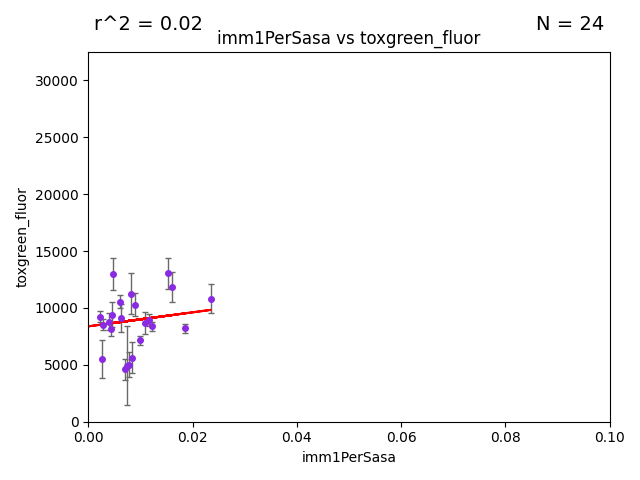 r^2 = 0.02
N = 24
imm1PerSasa vs toxgreen_fluor
30000
25000
20000
15000
10000
5000
0
toxgreen_fluor
0.00
0.02
0.04
0.06
0.08
0.10
imm1PerSasa